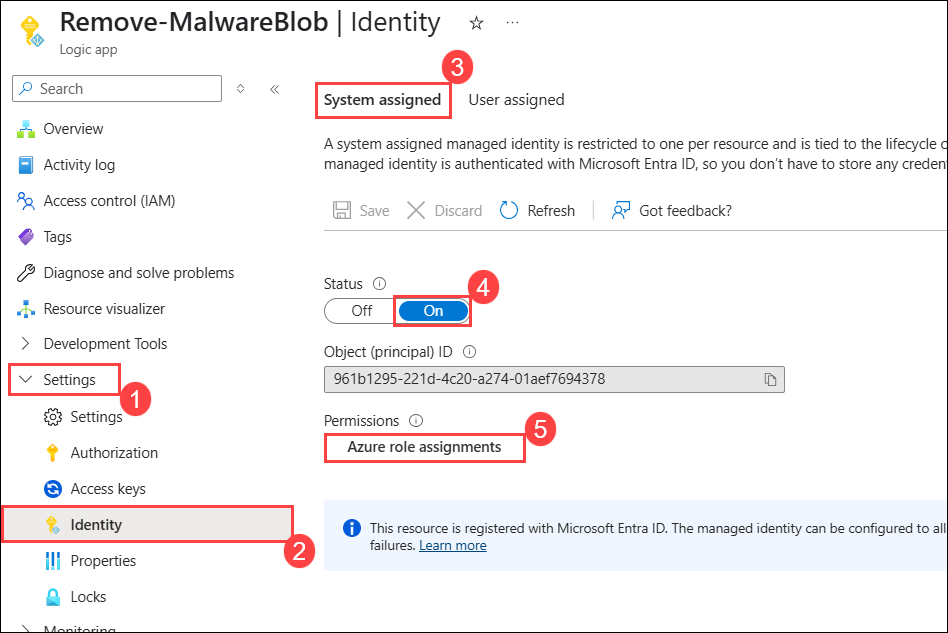 Remove-MalwareBlob | Identity
Logic app
Search
Overview
Activity log
Access control (IAM)
Tags
Diagnose and solve problems
Resource visualizer
Development Tools
Settings
1
Settings
Authorization
Access keys
Identity
2
Properties
Locks
Monitoring
3
System assigned User assigned
A system assigned managed identity is restricted to one per resource and is tied to the lifecycle o
managed identity is authenticated with Microsoft Entra ID, so you don't have to store any creden
Save Discard Refresh Got feedback?
Status
4
Off On
Object (principal) ID
961b1295-221d-4c20-a274-01aef7694378
Permissions
5
Azure role assignments
This resource is registered with Microsoft Entra ID. The managed identity can be configured to all
failures. Learn more